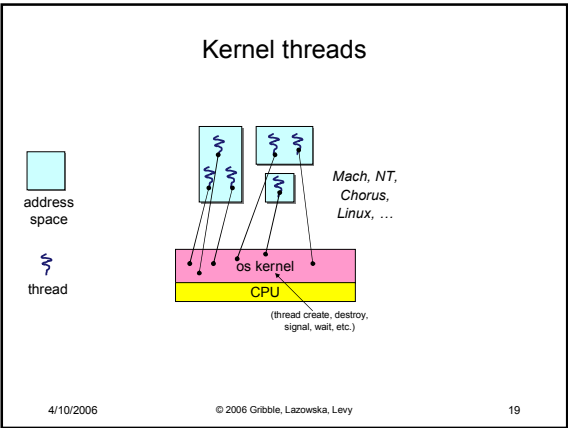 Kernel threads
Mach, NT,
Chorus,
Linux, …
address
space
thread
os kernel
CPU
(thread create, destroy,
signal, wait, etc.)
4/10/2006
© 2006 Gribble, Lazowska, Levy
19